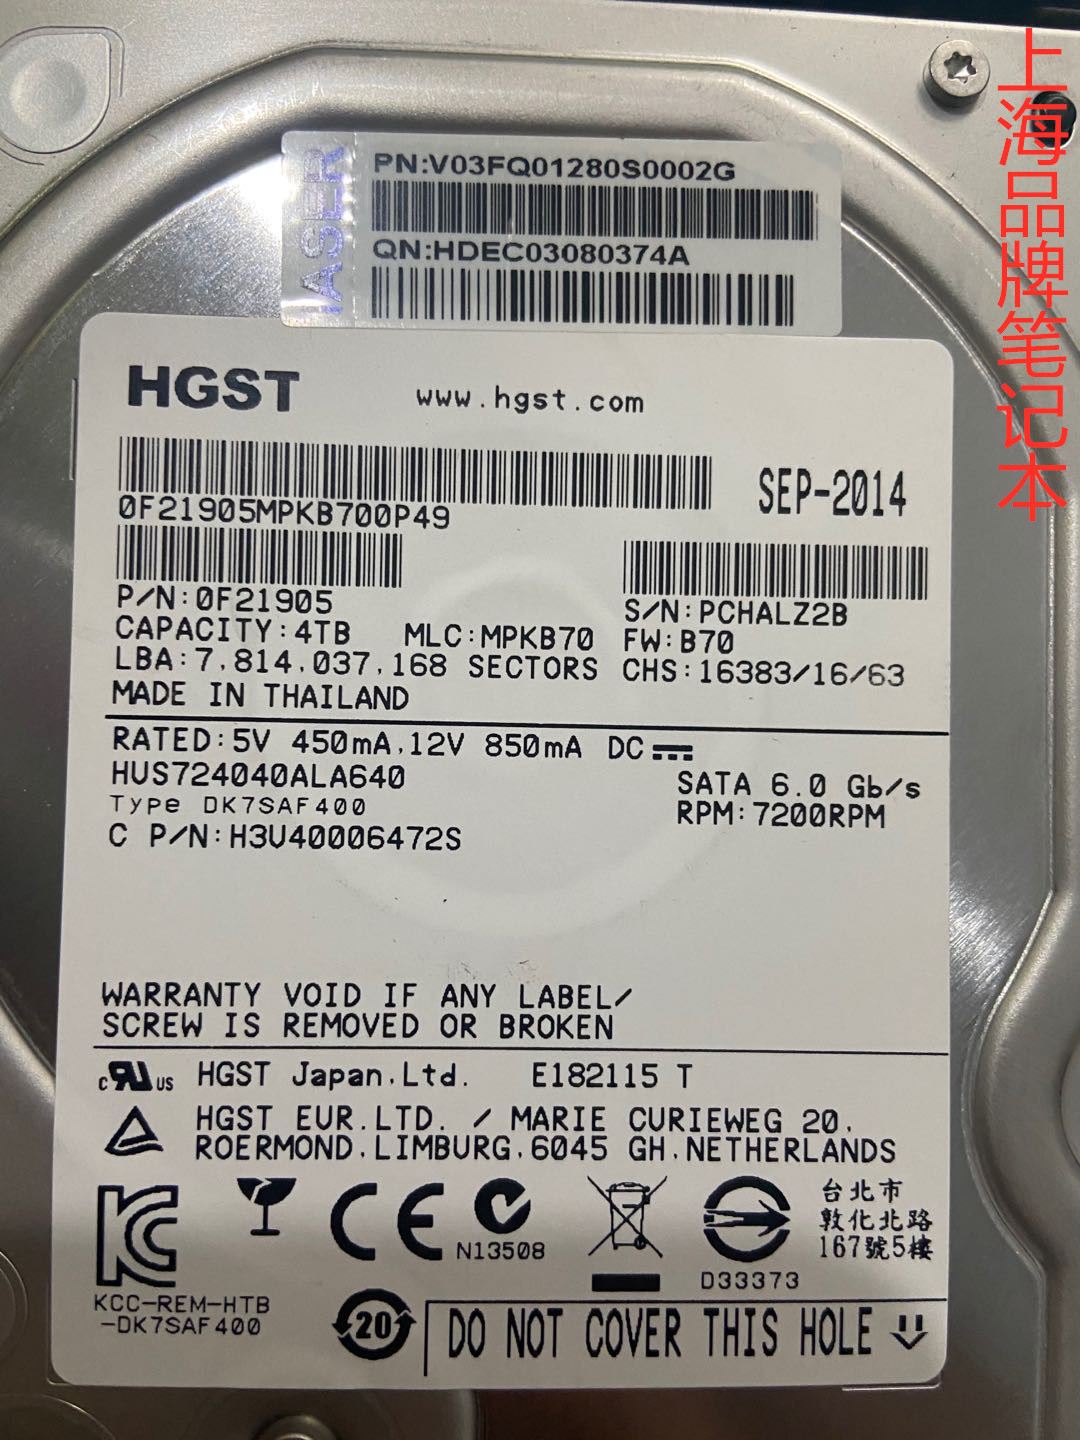 上海品牌笔记本
ASER
PN:V03FQ01280S0002G
QN:HDEC03080374A
HGST
www.hgst.com
0F21905MPKB700P49
SEP-2014
P/N:0F21905
S/N:PCHALZ2B
CAPACITY:4TB MLC:MPKB70 FW:B70
LBA:7,814,037,168 SECTORS CHS:16383/16/63
MADE IN THAILAND
RATED:5V 450mA,12V 850mA DC
HUS724040ALA640
SATA 6.0 Gb/s
Type DK7SAF400
RPM:7200RPM
C P/N:H3U40006472S
WARRANTY VOID IF ANY LABEL/
SCREW IS REMOVED OR BROKEN
c RU US HGST Japan,Ltd. E182115 T
HGST EUR.LTD. / MARIE CURIEWEG 20,
ROERMOND,LIMBURG,6045 GH,NETHERLANDS
台北市
敦化北路
167號5樓
CE
N13508
D33373
KCC-REM-HTB
-DK7SAF400
20
DO NOT COVER THIS HOLE